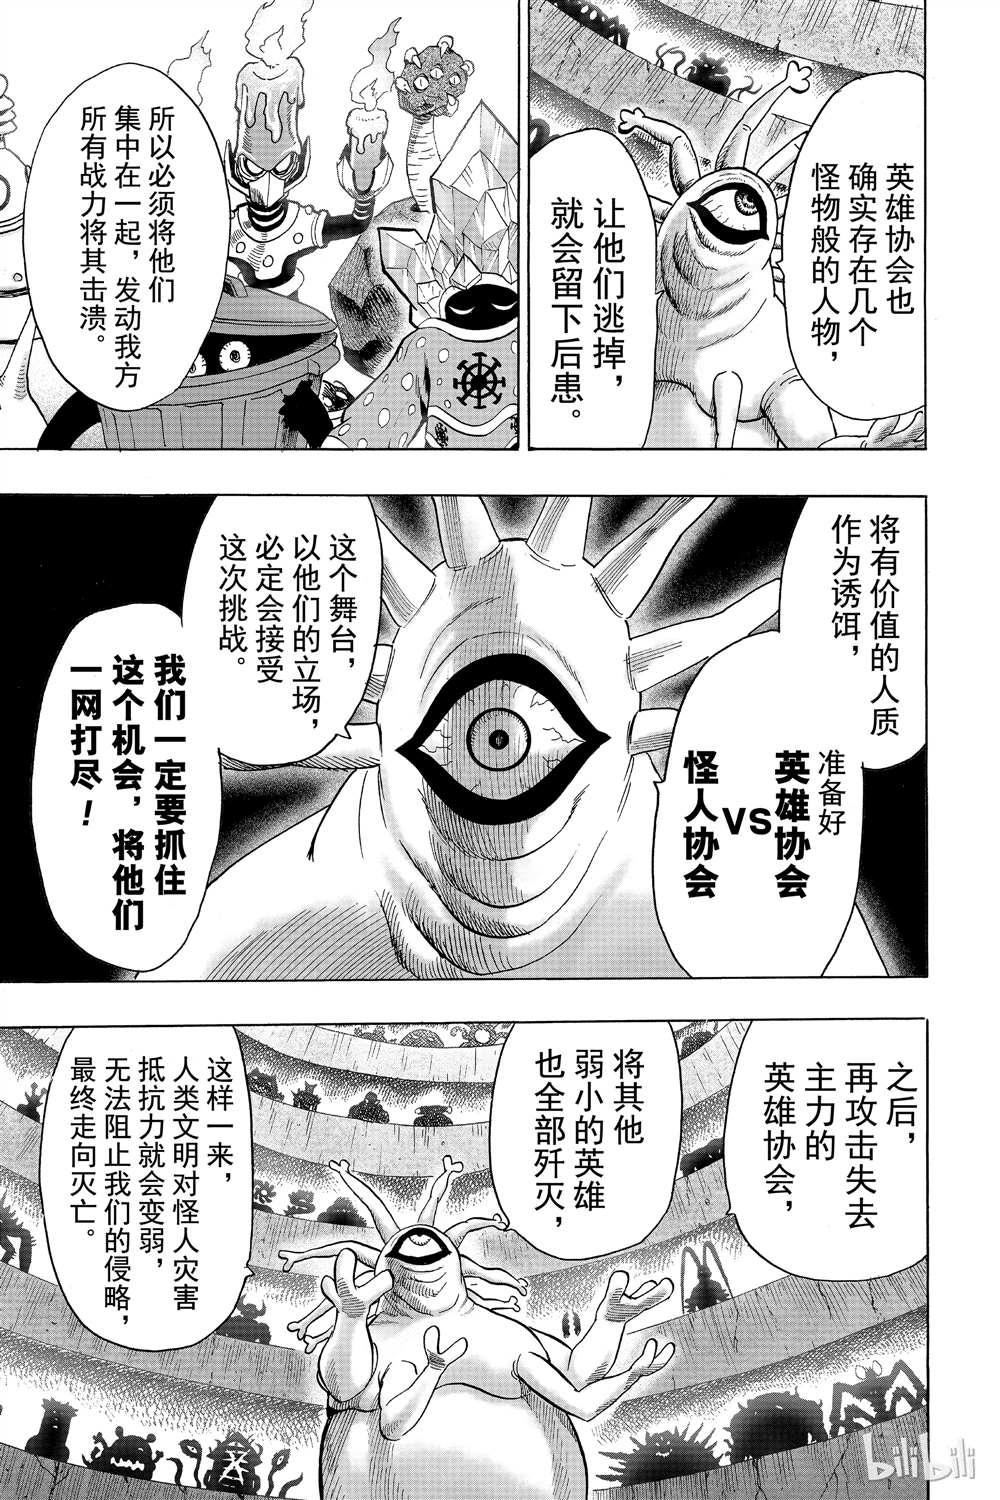 英雄协会也
确实存在几个
怪物般的人物，
让他们逃掉，
就会留下后患。
所以必须将他们
集中在一起，发动我方
所有战力将其击溃。
将有价值的人质
作为诱饵，
准备好
英雄协会
VS
怪人协会
这个舞台，
以他们的立场，
必定会接受
这次挑战。
我们一定要抓住
这个机会，将他们
一网打尽！
之后，
再攻击失去
主力的
英雄协会，
将其他
弱小的英雄
也全部歼灭，
这样一来，
人类文明对怪人灾害
抵抗力就会变弱，
无法阻止我们的侵略，
最终走向灭亡。
bilibili